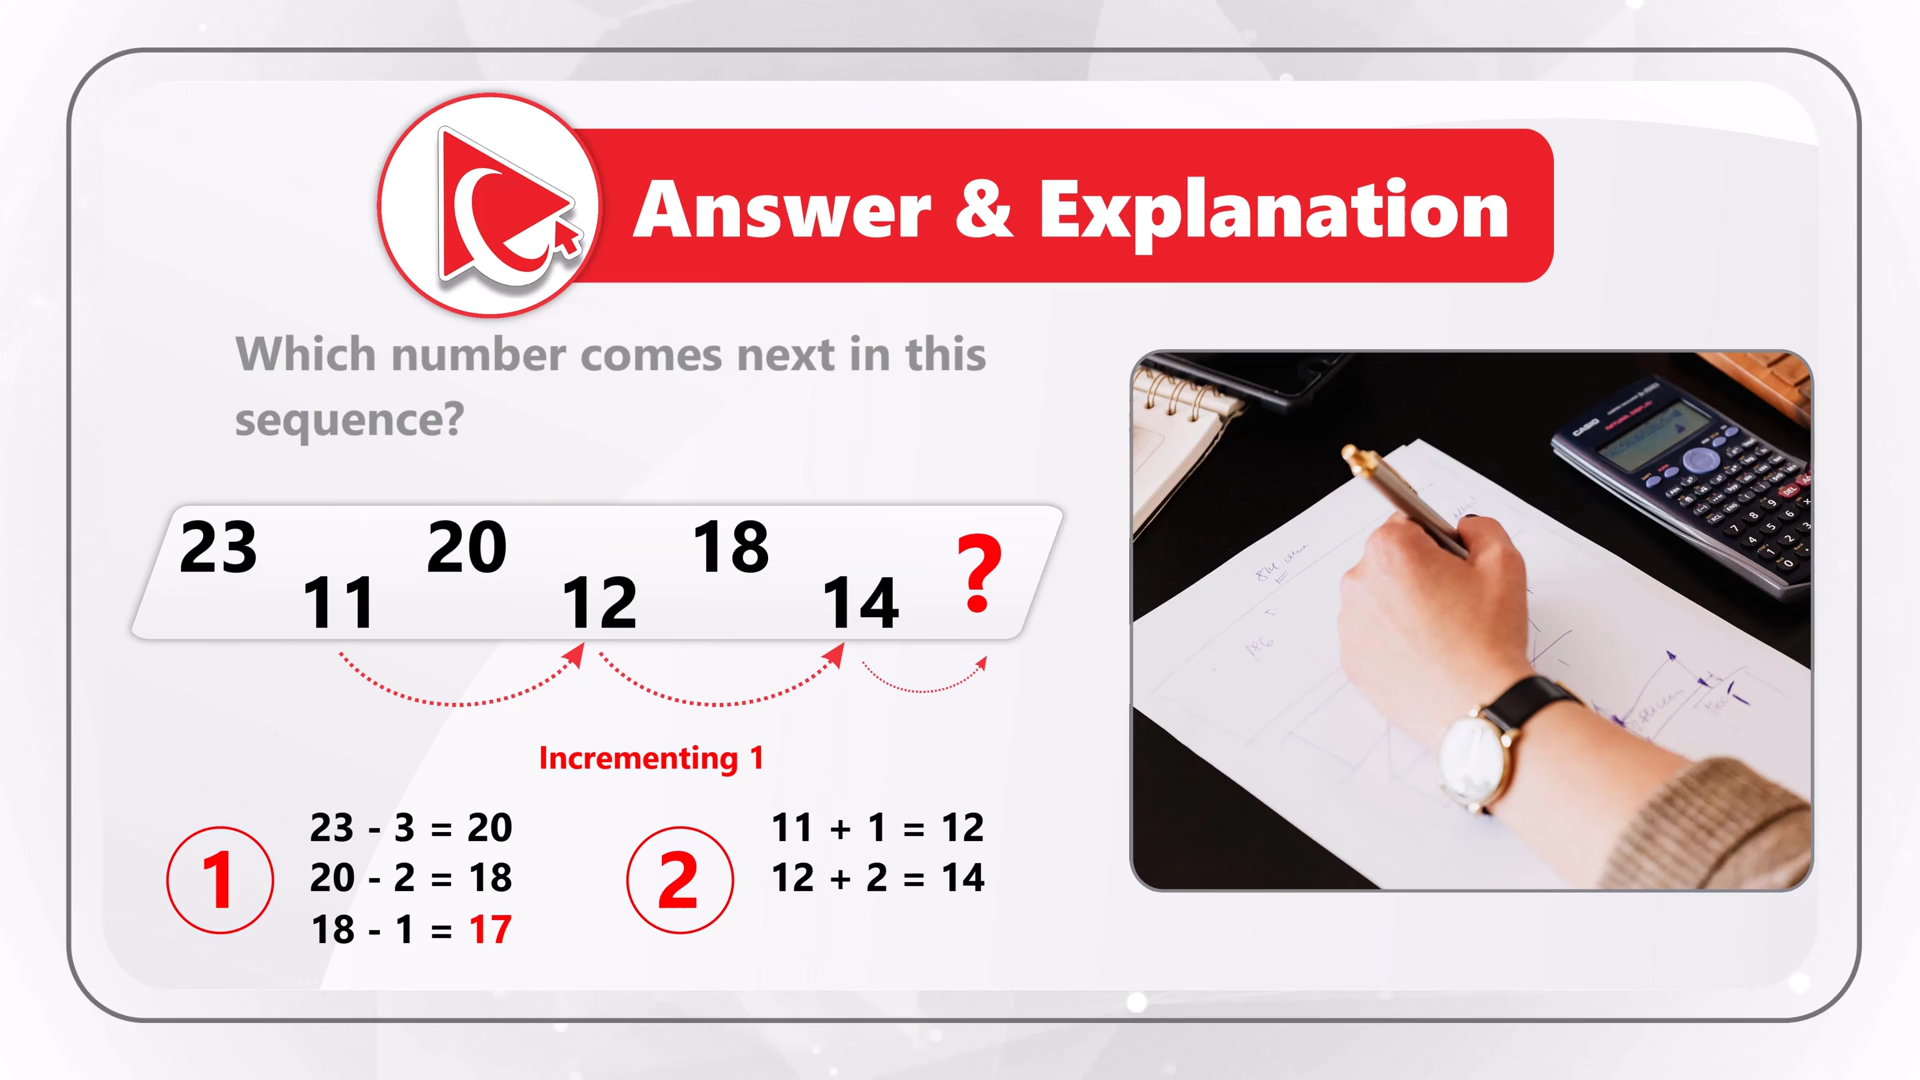 Answer & Explanation
Which number comes next in this
sequence?
23 11 20 12 18 14 ?
Incrementing 1
1
23 - 3 = 20
20 - 2 = 18
18 - 1 = 17
2
11 + 1 = 12
12 + 2 = 14
CASIO